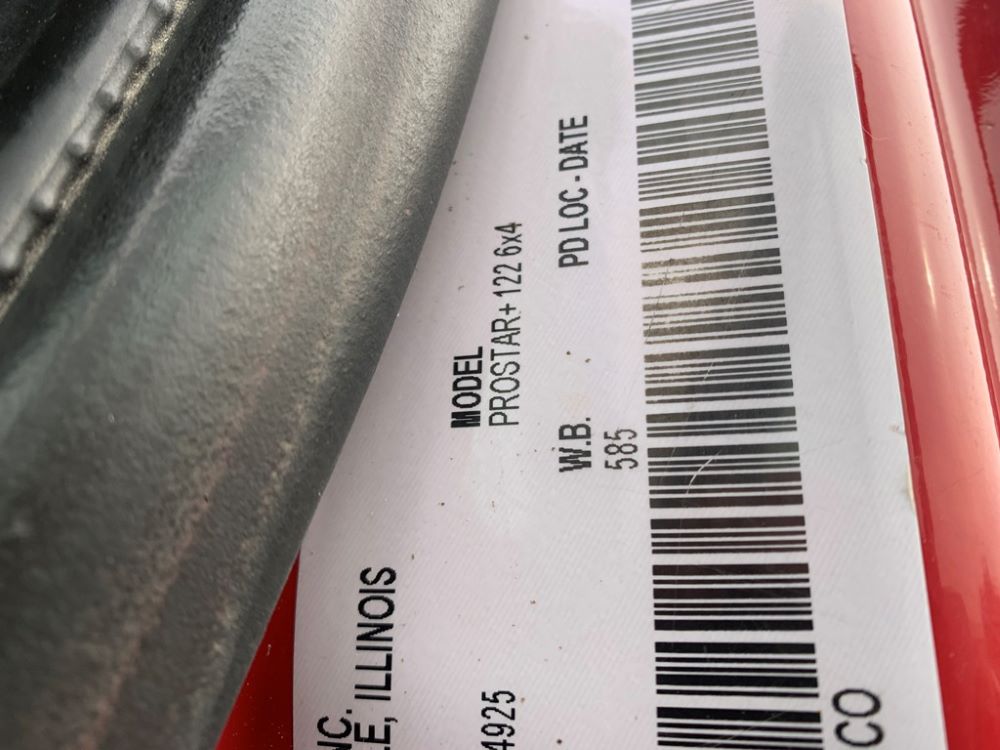 NC.
E, ILLINOIS
MODEL
PROSTAR+ 122 6x4
4925
W.B.
PD LOC - DATE
585
CO